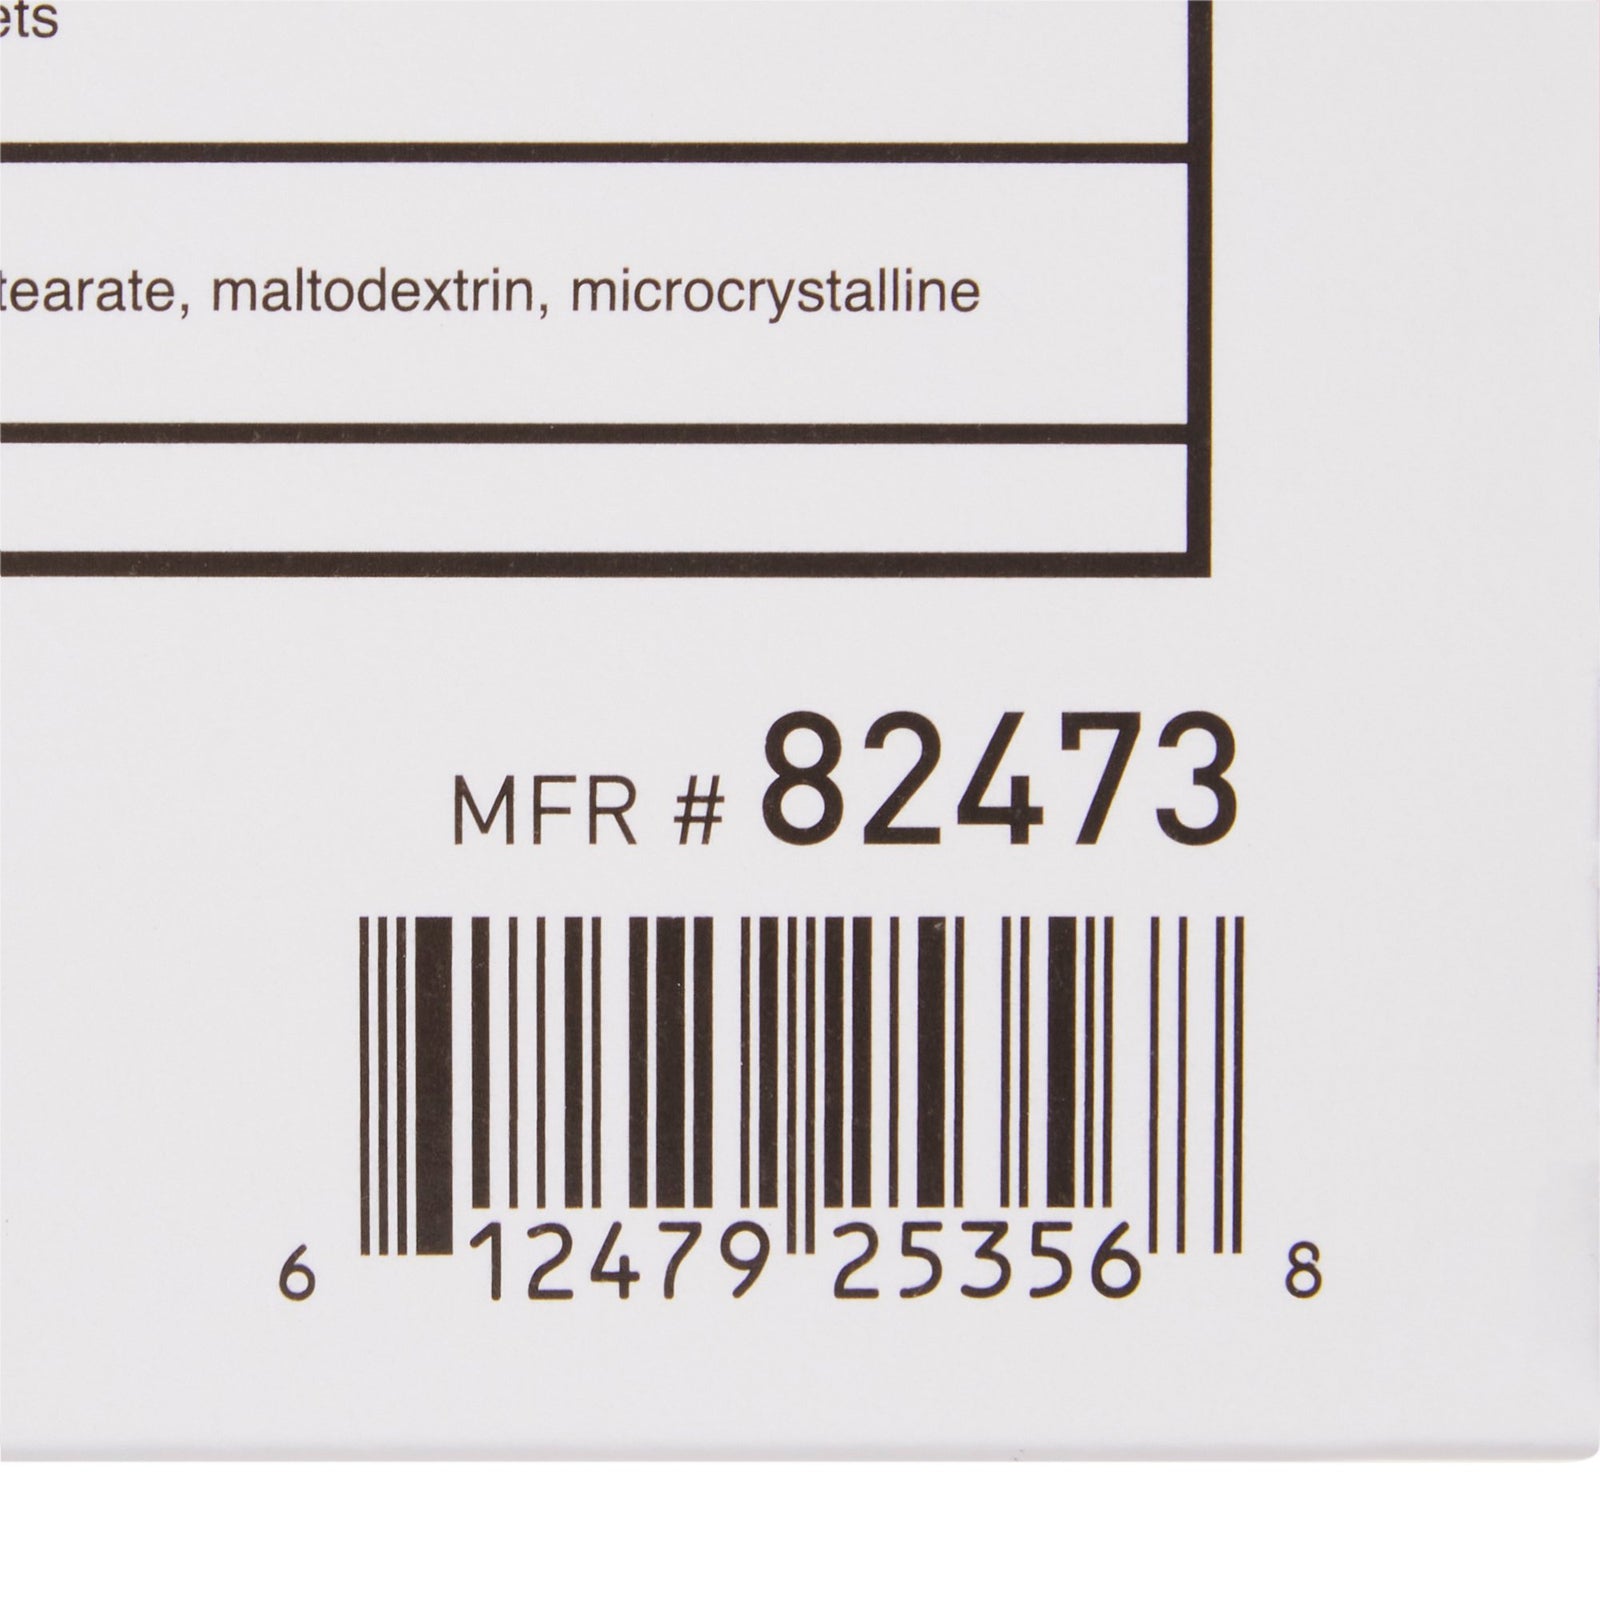 ets
tearate, maltodextrin, microcrystalline
MFR # 82473
6 12479 25356 8